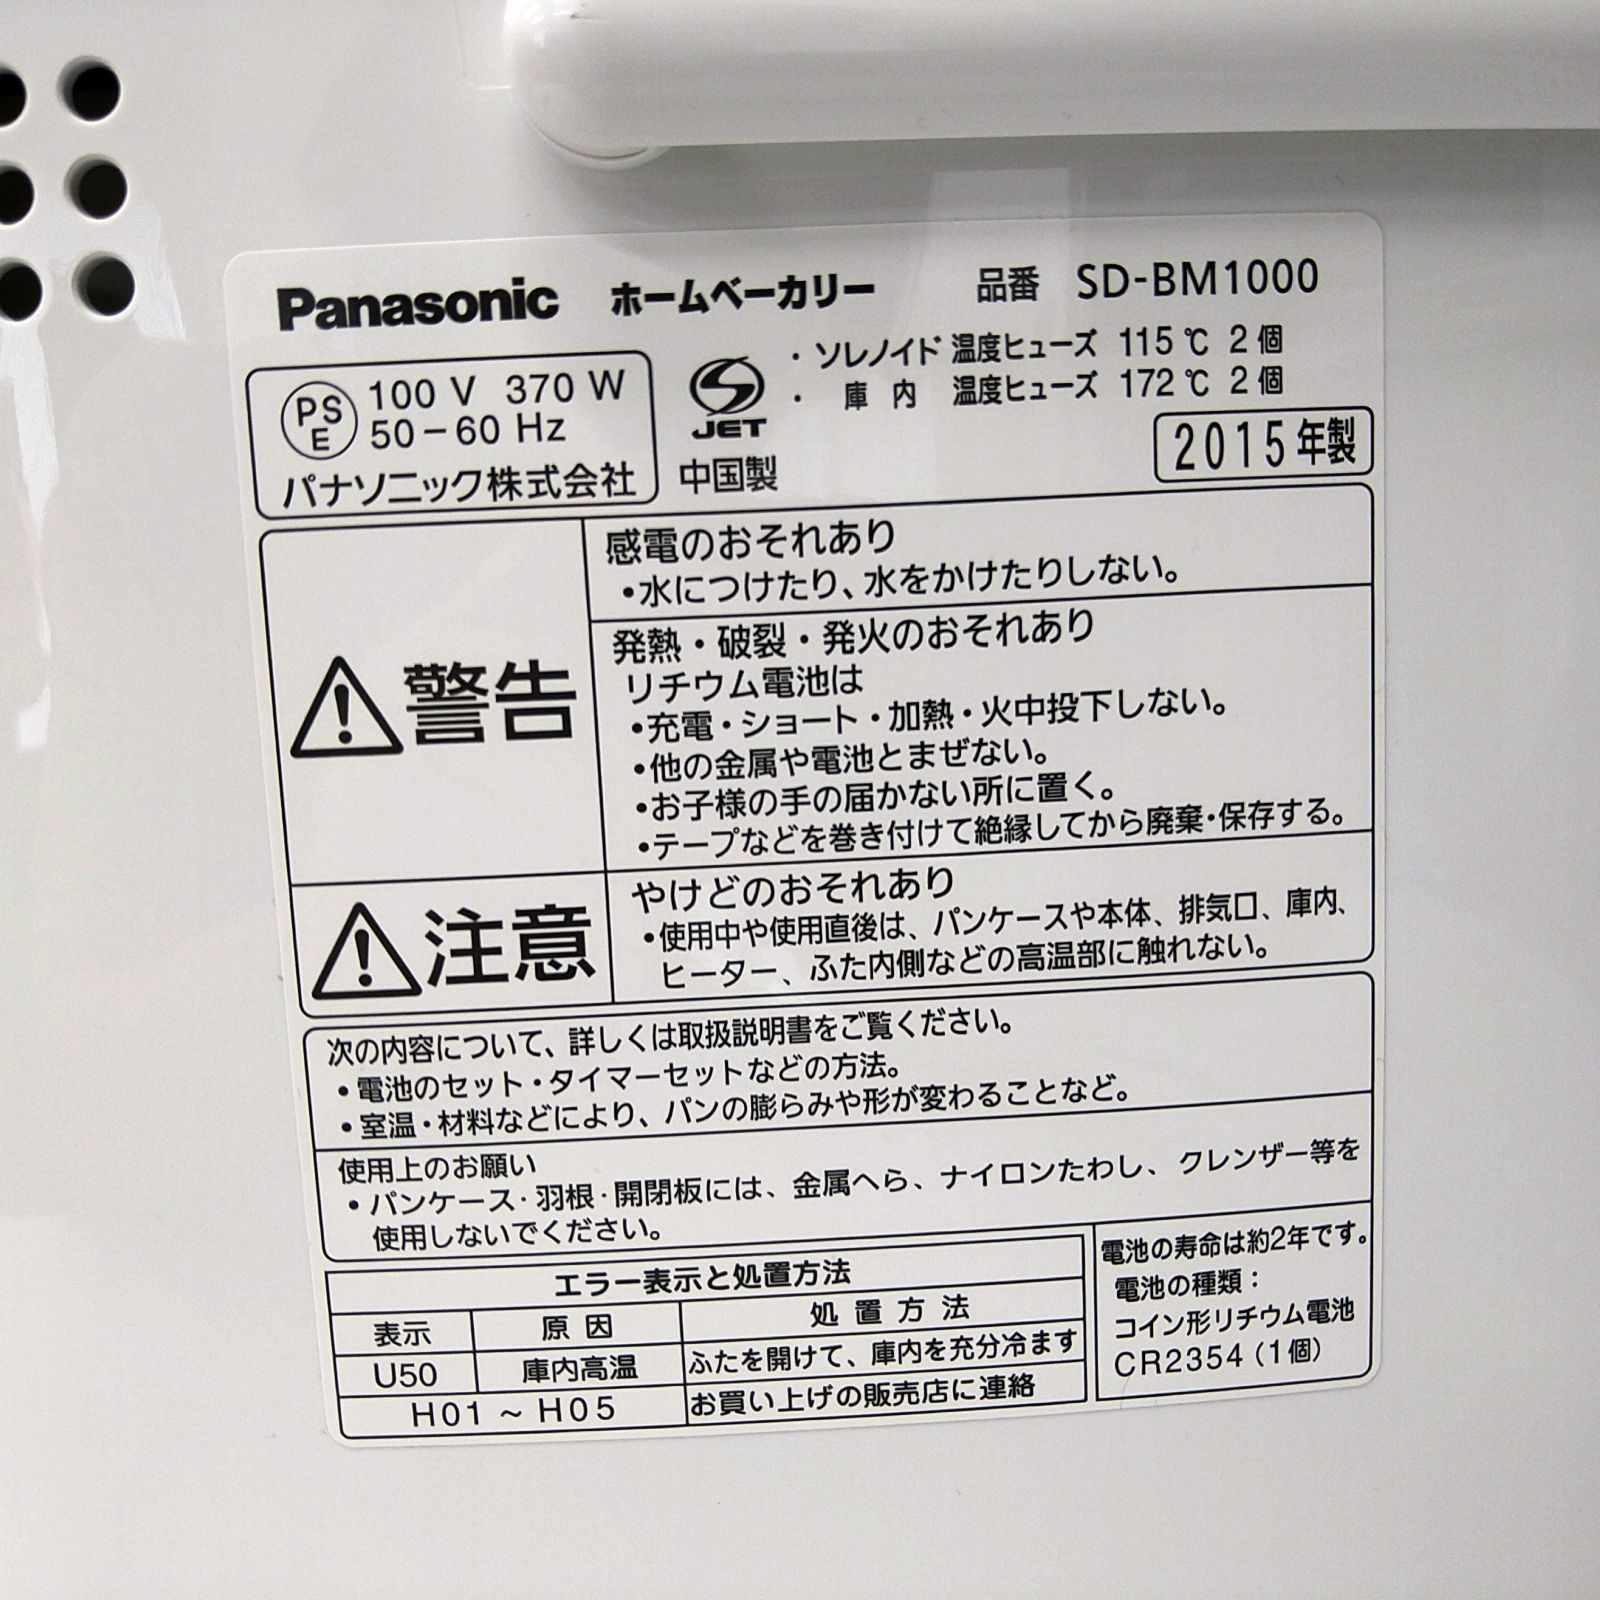 Panasonic ホームベーカリー 品番 SD-BM1000
PSE 100 V 370 W
50-60 Hz
パナソニック株式会社
JET
中国製
・ソレノイド 温度ヒューズ 115℃ 2個
・庫内 温度ヒューズ 172℃ 2個
2015年製
警告
感電のおそれあり
•水につけたり、水をかけたりしない。
発熱・破裂・発火のおそれあり
リチウム電池は
•充電・ショート・加熱・火中投下しない。
•他の金属や電池とまぜない。
•お子様の手の届かない所に置く。
•テープなどを巻き付けて絶縁してから廃棄・保存する。
注意
やけどのおそれあり
•使用中や使用直後は、パンケースや本体、排気口、庫内、
ヒーター、ふた内側などの高温部に触れない。
次の内容について、詳しくは取扱説明書をご覧ください。
•電池のセット・タイマーセットなどの方法。
•室温・材料などにより、パンの膨らみや形が変わることなど。
使用上のお願い
•パンケース・羽根・開閉板には、金属へら、ナイロンたわし、クレンザー等を
使用しないでください。
エラー表示と処置方法
表示 原因 処置方法
U50 庫内高温 ふたを開けて、庫内を充分冷ます
H01 ~ H05 お買い上げの販売店に連絡
電池の寿命は約2年です。
電池の種類：
コイン形リチウム電池
CR2354(1個)